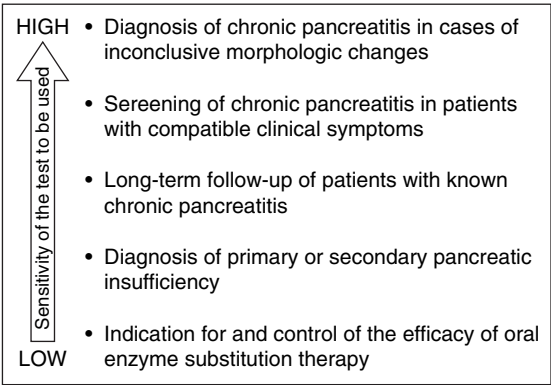 HIGH
• Diagnosis of chronic pancreatitis in cases of
inconclusive morphologic changes
• Sereening of chronic pancreatitis in patients
with compatible clinical symptoms
• Long-term follow-up of patients with known
chronic pancreatitis
• Diagnosis of primary or secondary pancreatic
insufficiency
• Indication for and control of the efficacy of oral
enzyme substitution therapy
LOW
Sensitivity of the test to be used